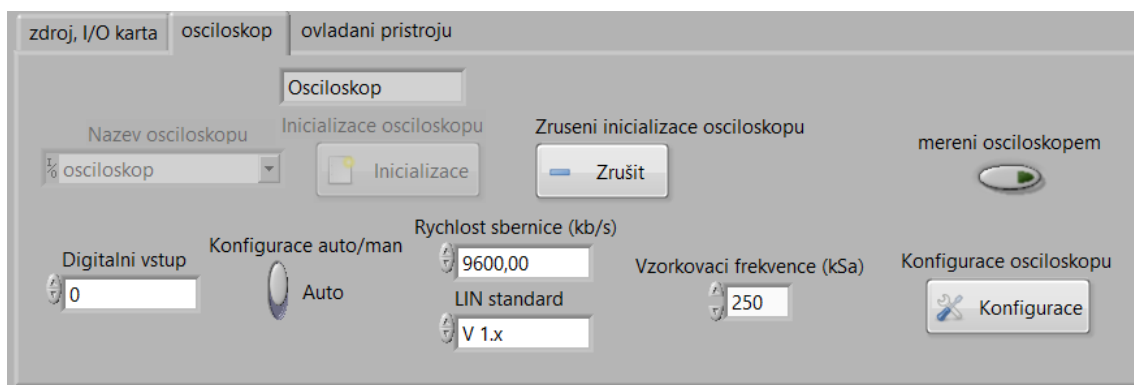 zdroj, I/O karta osciloskop ovladani pristroju
Osciloskop
Nazev osciloskopu Inicializace osciloskopu Zruseni inicializace osciloskopu mereni osciloskopem
I/O osciloskop Inicializace Zrušit
Digitalni vstup Konfigurace auto/man Rychlost sbernice (kb/s) Vzorkovaci frekvence (kSa) Konfigurace osciloskopu
0 Auto 9600,00 250 Konfigurace
LIN standard
V 1.x